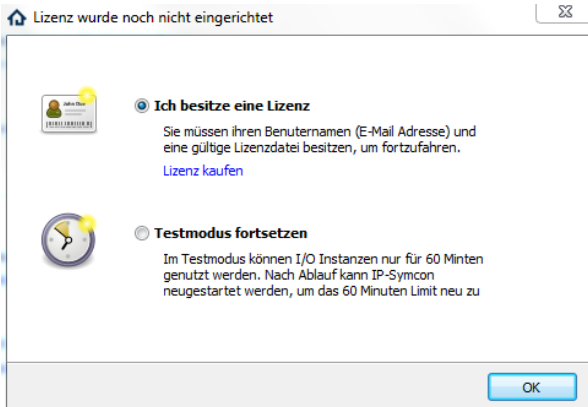 Lizenz wurde noch nicht eingerichtet
John Doe
Ich besitze eine Lizenz
Sie müssen ihren Benuternamen (E-Mail Adresse) und
eine gültige Lizenzdatei besitzen, um fortzufahren.
Lizenz kaufen
Testmodus fortsetzen
Im Testmodus können I/O Instanzen nur für 60 Minten
genutzt werden. Nach Ablauf kann IP-Symcon
neugestartet werden, um das 60 Minuten Limit neu zu
OK